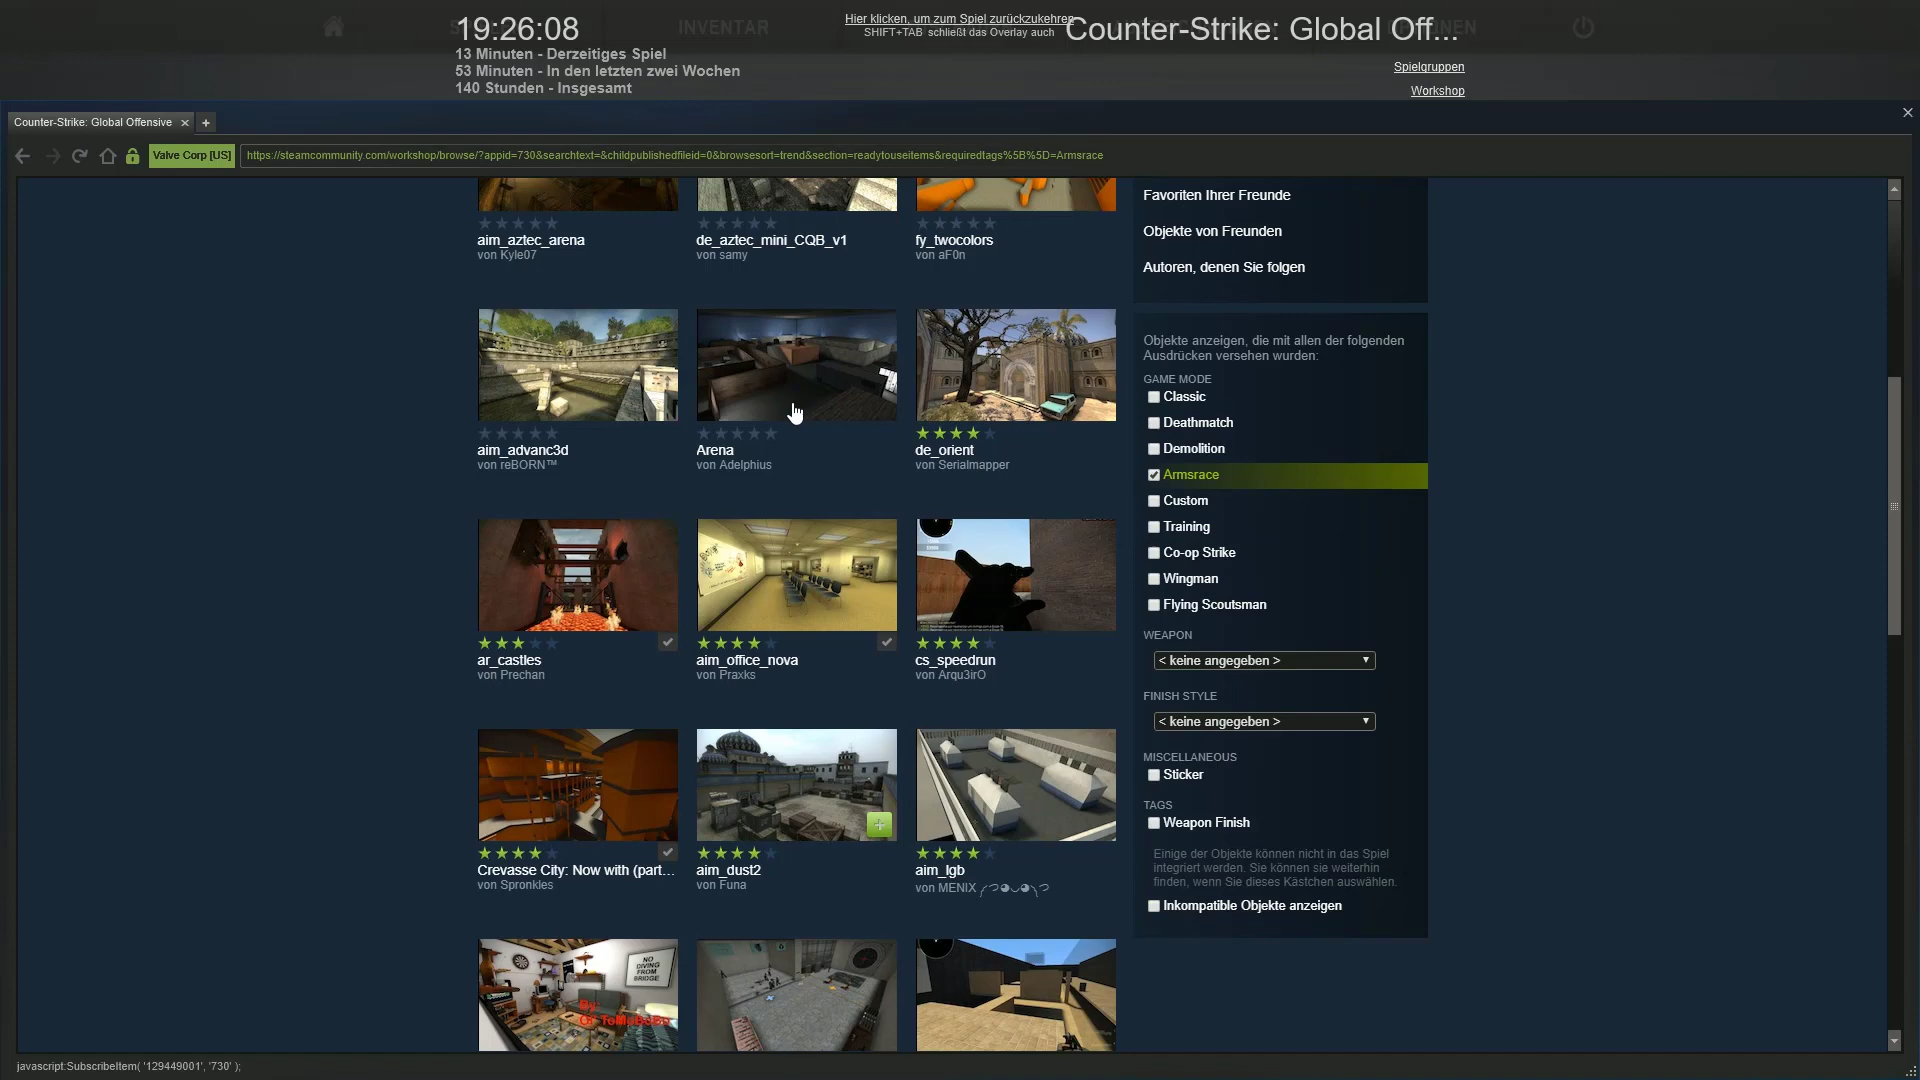 19:26:08
INVENTAR
Hier klicken, um zum Spiel zurückzukehren
SHIFT+TAB schließt das Overlay auch
Counter-Strike: Global Off...
13 Minuten - Derzeitiges Spiel
53 Minuten - In den letzten zwei Wochen
140 Stunden - Insgesamt
Spielgruppen
Workshop
Counter-Strike: Global Offensive
Valve Corp [US]
https://steamcommunity.com/workshop/browse/?appid=730&searchtext=&childpublishedfileid=0&browsesort=trend&section=readytouseitems&requiredtags%5B%5D=Armsrace
aim_aztec_arena
von Kyle07
de_aztec_mini_CQB_v1
von samy
fy_twocolors
von aF0n
aim_advanc3d
von reBORN™
Arena
von Adelphius
de_orient
von Serialmapper
ar_castles
von Prechan
aim_office_nova
von Praxks
cs_speedrun
von Arqu3irO
Crevasse City: Now with (part...
von Spronkles
aim_dust2
von Funa
aim_lgb
von MENIX
NO
DIVING
FROM
BRIDGE
By:
Favoriten Ihrer Freunde
Objekte von Freunden
Autoren, denen Sie folgen
Objekte anzeigen, die mit allen der folgenden
Ausdrücken versehen wurden:
GAME MODE
Classic
Deathmatch
Demolition
Armsrace
Custom
Training
Co-op Strike
Wingman
Flying Scoutsman
WEAPON
< keine angegeben >
FINISH STYLE
< keine angegeben >
MISCELLANEOUS
Sticker
TAGS
Weapon Finish
Einige der Objekte können nicht in das Spiel
integriert werden. Sie können sie weiterhin
finden, wenn Sie dieses Kästchen auswählen.
Inkompatible Objekte anzeigen
javascript:SubscribeItem( '129449001', '730' );